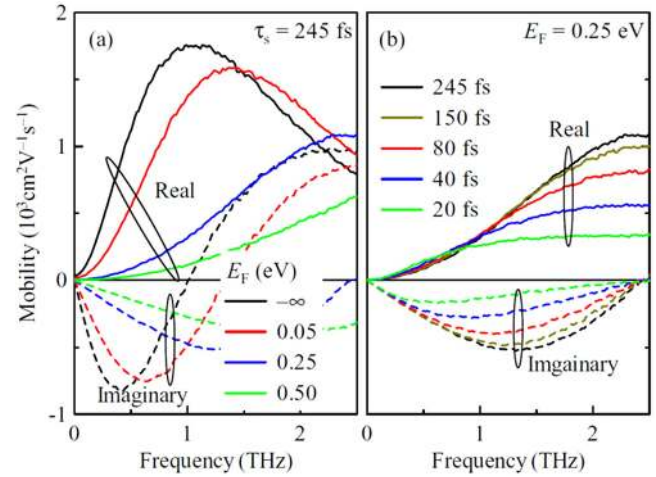 (a)
τs = 245 fs
(b)
EF = 0.25 eV
245 fs
150 fs
80 fs
40 fs
20 fs
Real
Real
EF (eV)
−∞
0.05
0.25
0.50
Imaginary
Imgainary
Mobility (10³cm²V⁻¹s⁻¹)
2
1
0
-1
0
1
2
0
1
2
Frequency (THz)
Frequency (THz)